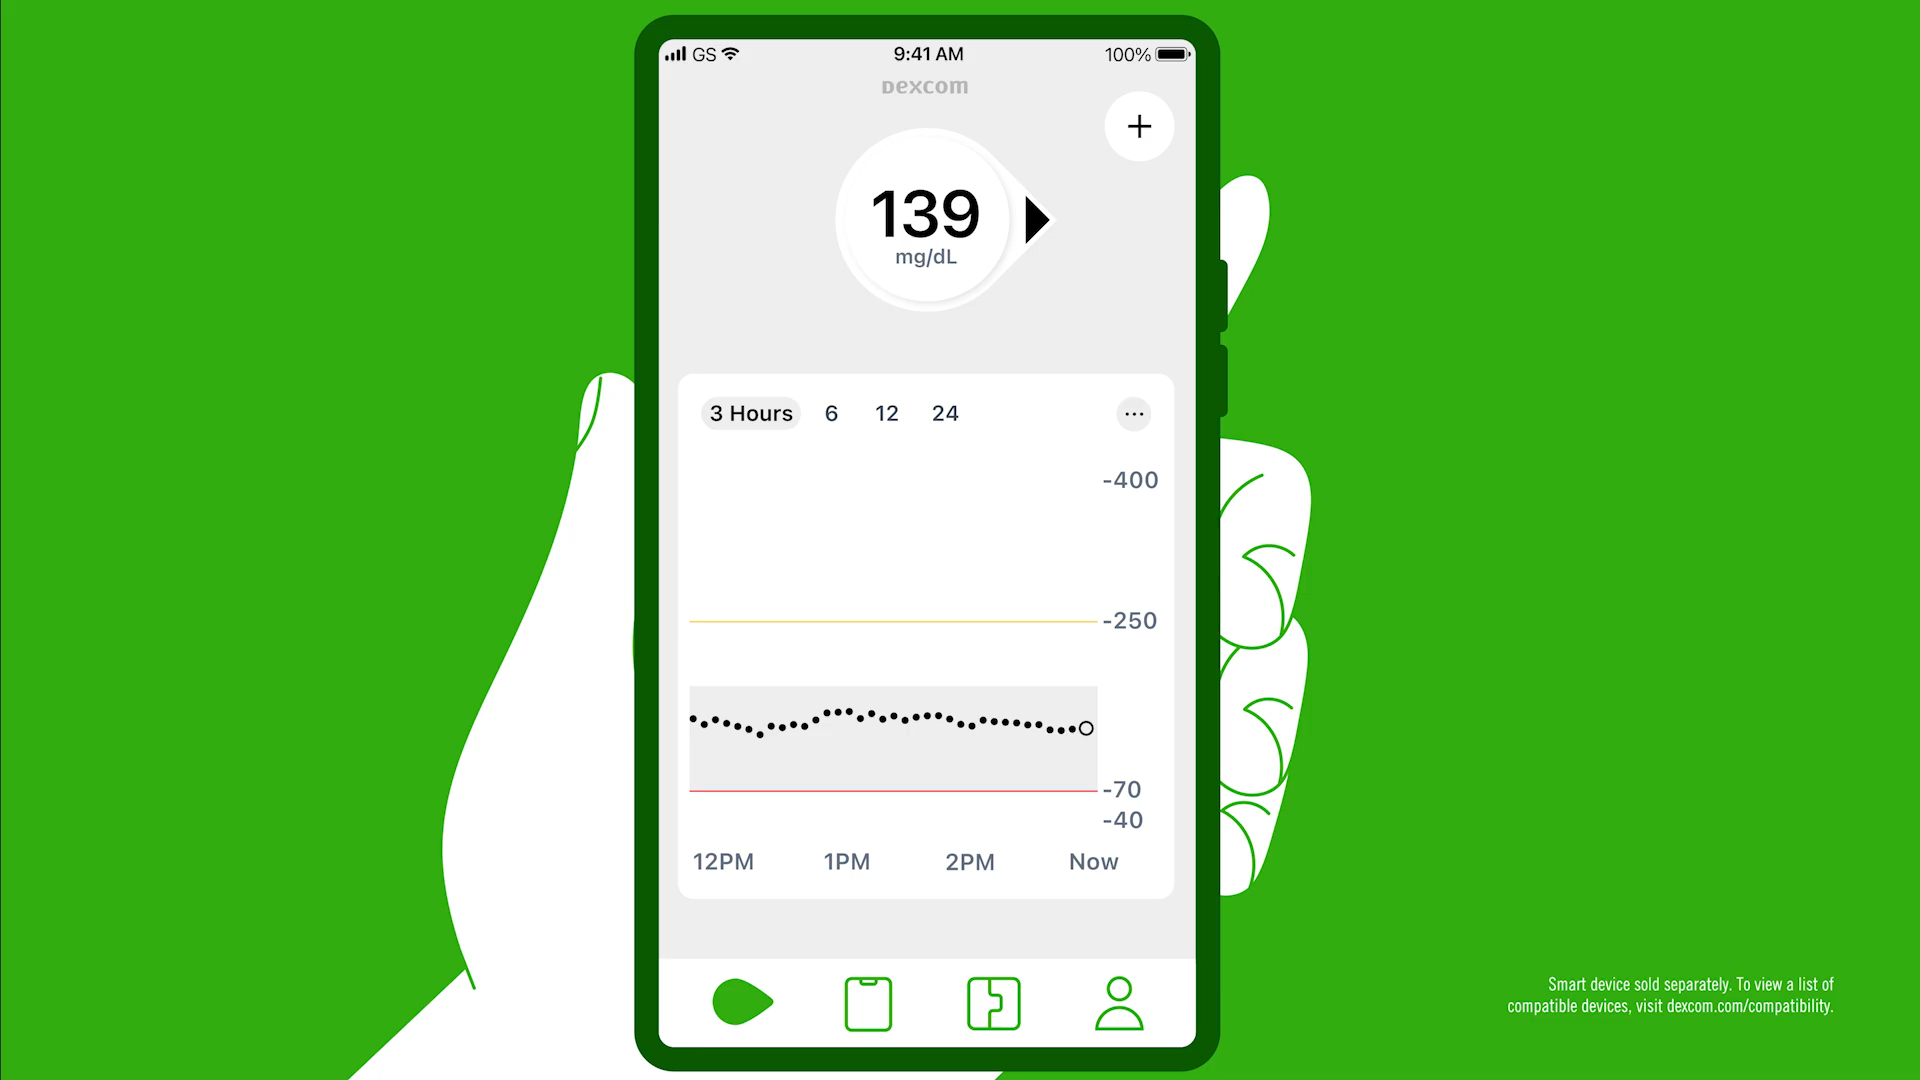 GS 9:41 AM 100%
Dexcom
+
139
mg/dL
3 Hours 6 12 24 ...
-400
-250
-70
-40
12PM 1PM 2PM Now
Smart device sold separately. To view a list of
compatible devices, visit dexcom.com/compatibility.